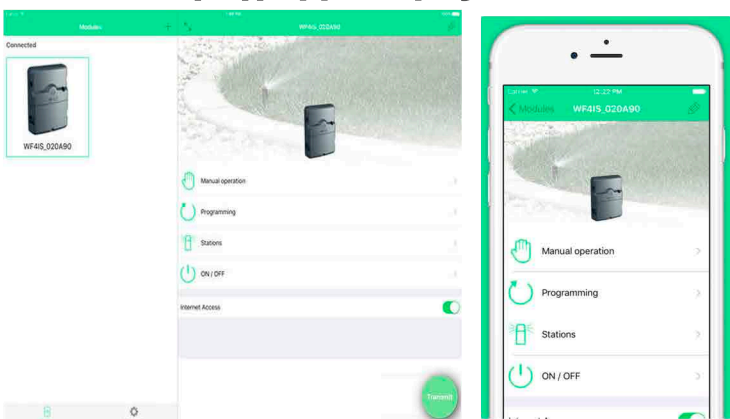 Modules
WF4IS_020A90
Connected
WF4IS_020A90
Manual operation
Programming
Stations
ON / OFF
Internet Access
Transmit
Carrier
12:22 PM
Modules
WF4IS_020A90
Manual operation
Programming
Stations
ON / OFF